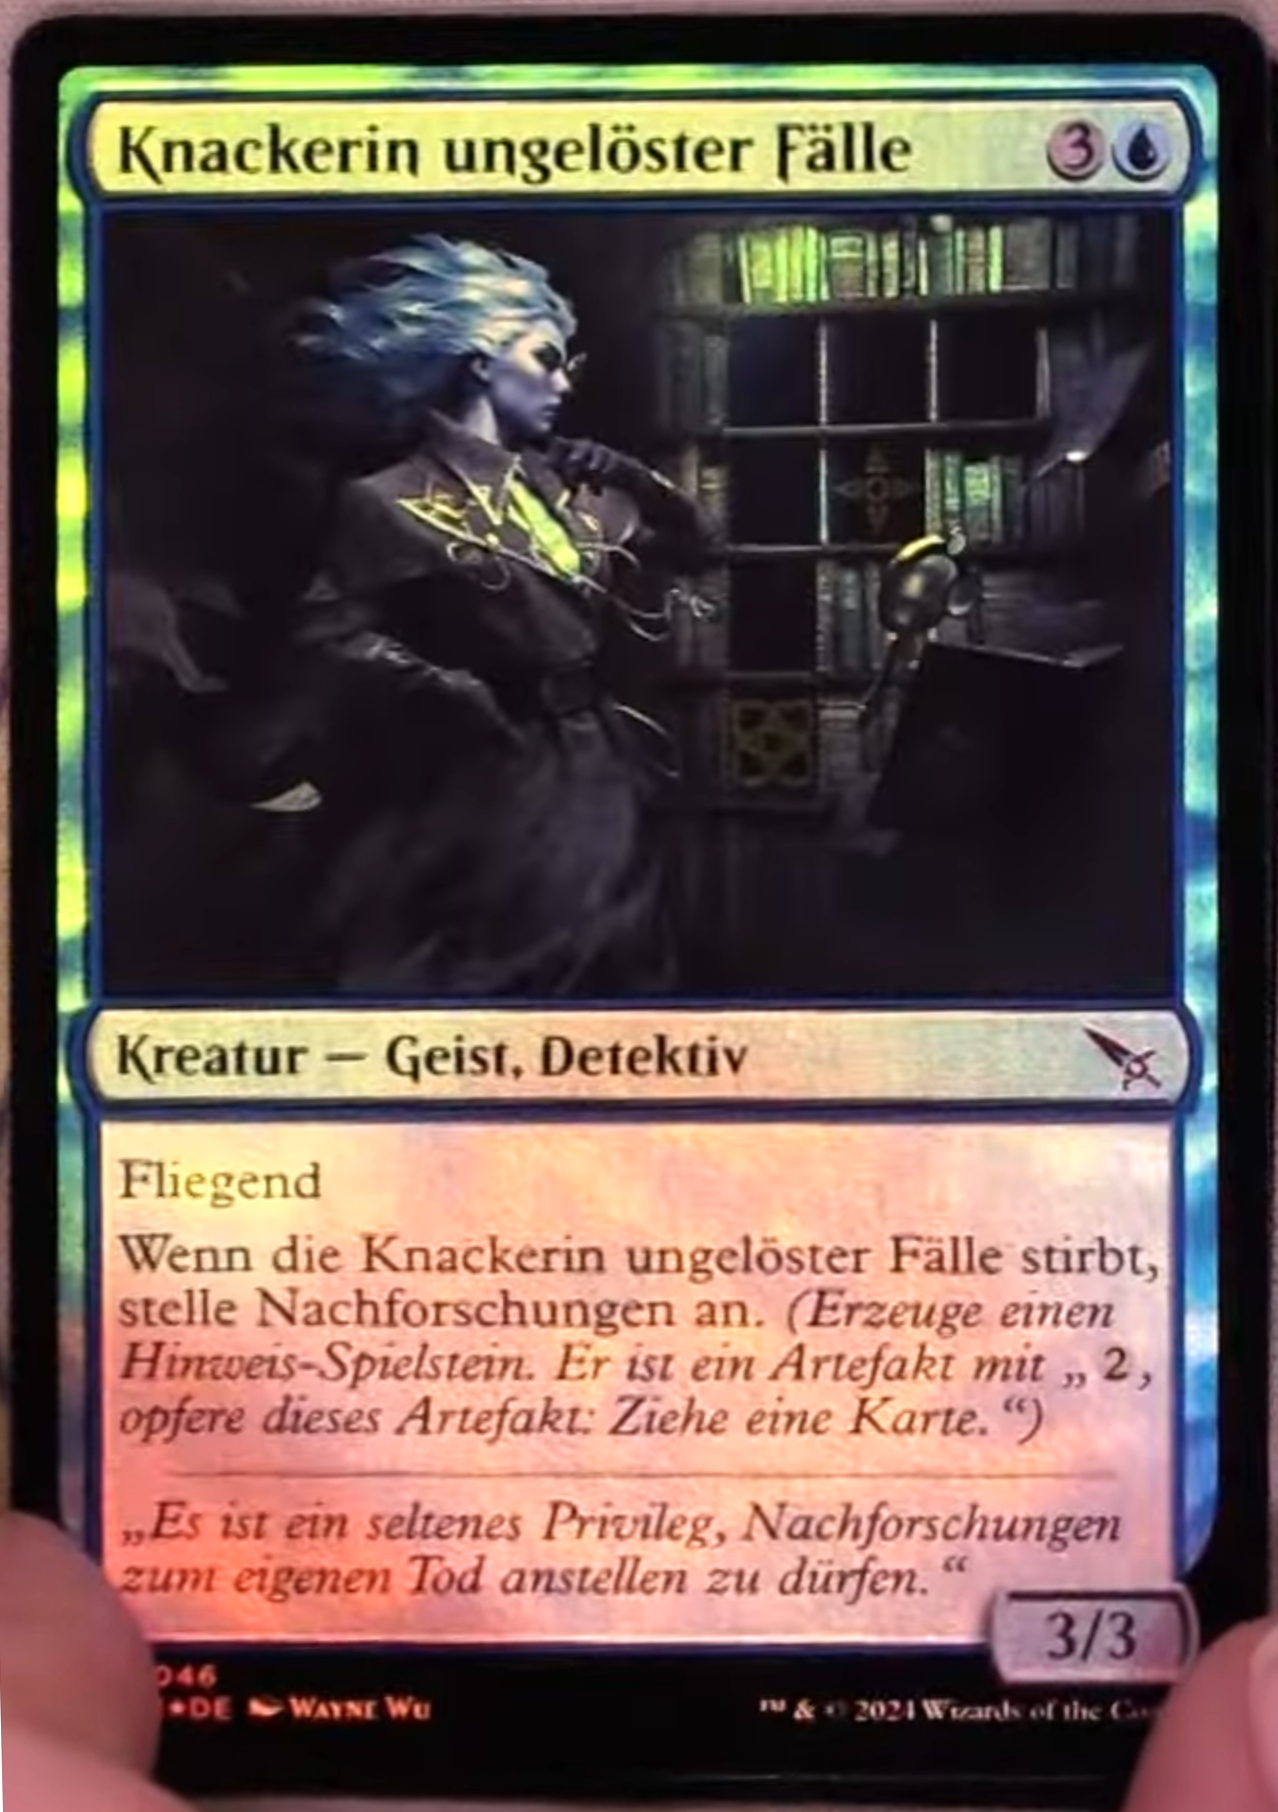 Knackerin ungelöster Fälle 3
Kreatur — Geist, Detektiv
Fliegend
Wenn die Knackerin ungelöster Fälle stirbt,
stelle Nachforschungen an. (Erzeuge einen
Hinweis-Spielstein. Er ist ein Artefakt mit „ 2 ,
opfere dieses Artefakt: Ziehe eine Karte. “)
„Es ist ein seltenes Privileg, Nachforschungen
zum eigenen Tod anstellen zu dürfen. “
3/3
046
DE WAYNE WU
™ & © 2024 Wizards of the